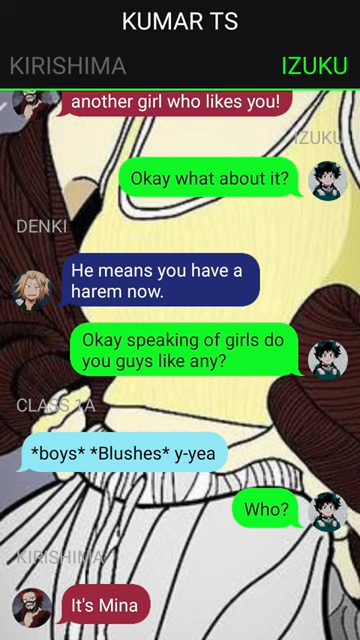 KUMAR TS
KIRISHIMA
IZUKU
another girl who likes you!
IZUKU
Okay what about it?
DENKI
He means you have a
harem now.
Okay speaking of girls do
you guys like any?
CLASS 1A
*boys* *Blushes* y-yea
Who?
KIRISHIMA
It's Mina